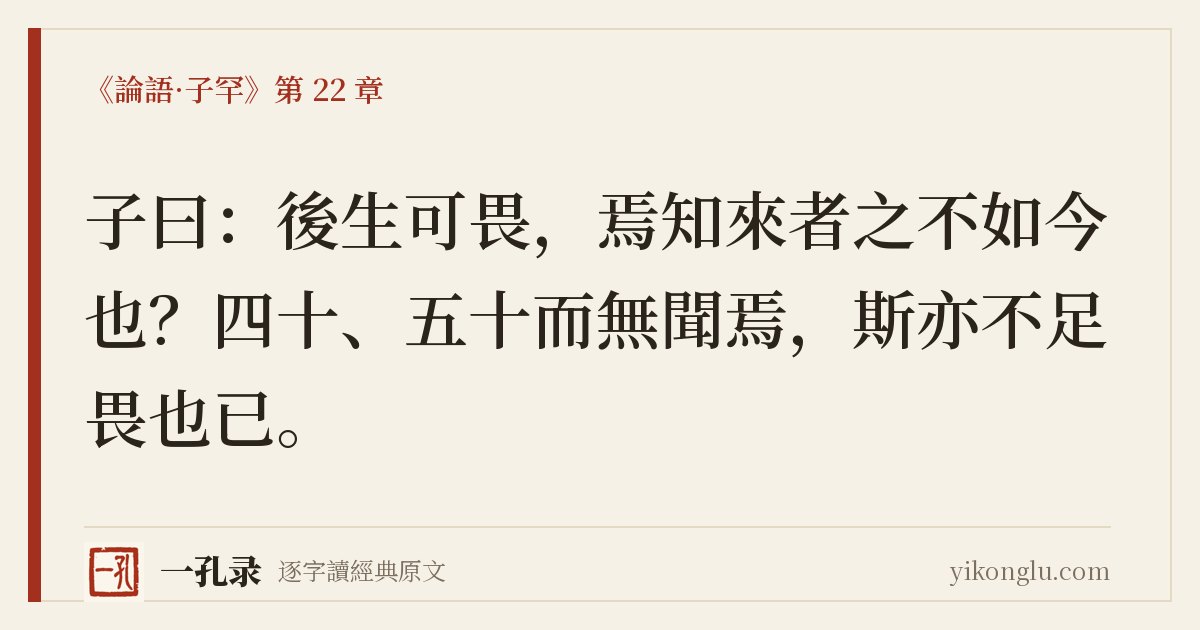 《論語·子罕》第 22 章
子曰：後生可畏，焉知來者之不如今
也？四十、五十而無聞焉，斯亦不足
畏也已。
一孔
一孔录 逐字讀經典原文
yikonglu.com